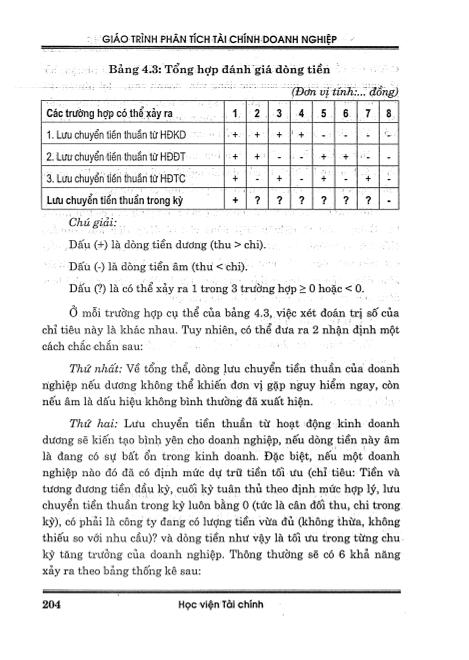 GIÁO TRÌNH PHÂN TÍCH TÀI CHÍNH DOANH NGHIỆP
Bảng 4.3: Tổng hợp đánh giá dòng tiền
(Đơn vị tính:... đồng)
Các trường hợp có thể xảy ra 1 2 3 4 5 6 7 8
1. Lưu chuyển tiền thuần từ HĐKD + + + + - - - -
2. Lưu chuyển tiền thuần từ HĐĐT + + - - + + - -
3. Lưu chuyển tiền thuần từ HĐTC + - + - + - + -
Lưu chuyển tiền thuần trong kỳ + ? ? ? ? ? ? -
Chú giải:
Dấu (+) là dòng tiền dương (thu > chi).
Dấu (-) là dòng tiền âm (thu < chi).
Dấu (?) là có thể xảy ra 1 trong 3 trường hợp ≥ 0 hoặc < 0.
Ở mỗi trường hợp cụ thể của bảng 4.3, việc xét đoán trị số của
chỉ tiêu này là khác nhau. Tuy nhiên, có thể đưa ra 2 nhận định một
cách chắc chắn sau:
Thứ nhất: Về tổng thể, dòng lưu chuyển tiền thuần của doanh
nghiệp nếu dương không thể khiến đơn vị gặp nguy hiểm ngay, còn
nếu âm là dấu hiệu không bình thường đã xuất hiện.
Thứ hai: Lưu chuyển tiền thuần từ hoạt động kinh doanh
dương sẽ kiến tạo bình yên cho doanh nghiệp, nếu dòng tiền này âm
là đang có sự bất ổn trong kinh doanh. Đặc biệt, nếu một doanh
nghiệp nào đó đã có định mức dự trữ tiền tối ưu (chỉ tiêu: Tiền và
tương đương tiền đầu kỳ, cuối kỳ tuân thủ theo định mức hợp lý, lưu
chuyển tiền thuần trong kỳ luôn bằng 0 (tức là cân đối thu, chi trong
kỳ), có phải là công ty đang có lượng tiền vừa đủ (không thừa, không
thiếu so với nhu cầu)? và dòng tiền như vậy là tối ưu trong từng chu
kỳ tăng trưởng của doanh nghiệp. Thông thường sẽ có 6 khả năng
xảy ra theo bảng thống kê sau:
204 Học viện Tài chính